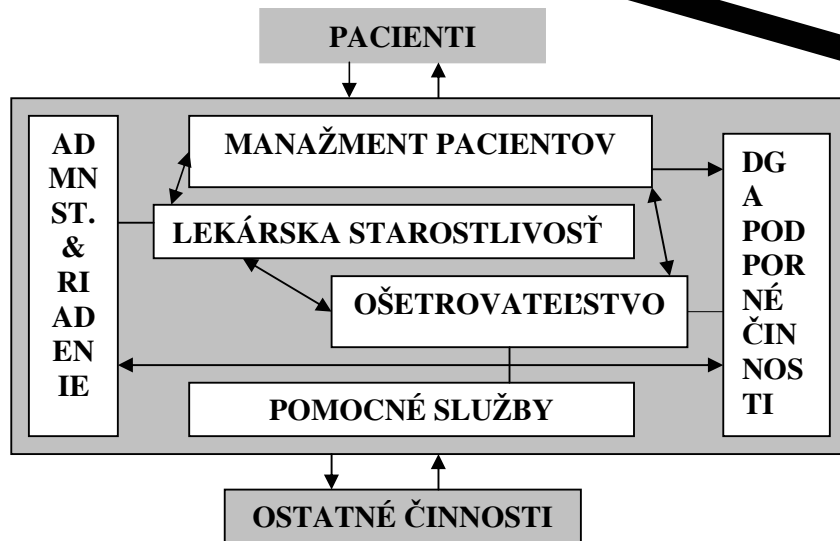 PACIENTI
AD
MN
ST.
&
RI
AD
EN
IE
MANAŽMENT PACIENTOV
LEKÁRSKA STAROSTLIVOSŤ
OŠETROVATEĽSTVO
POMOCNÉ SLUŽBY
DG
A
POD
POR
NÉ
ČIN
NOS
TI
OSTATNÉ ČINNOSTI